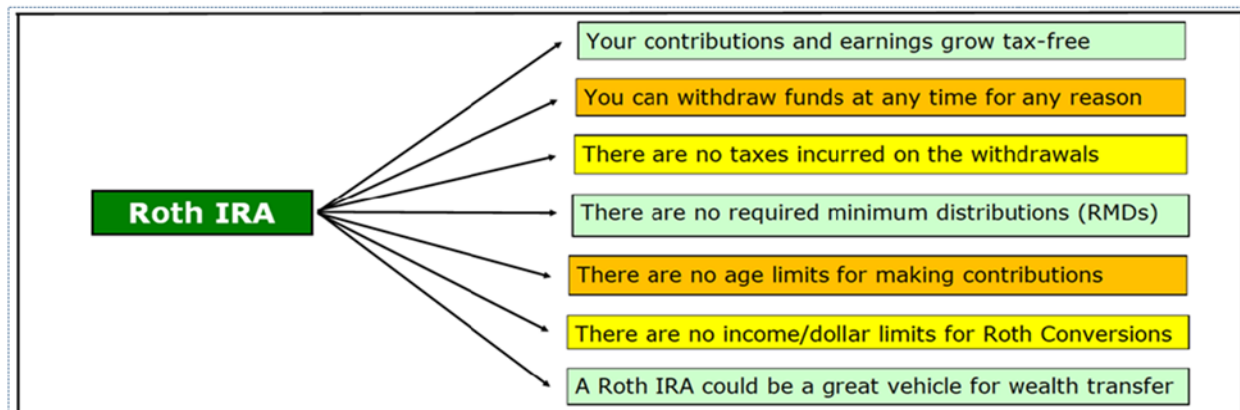 Roth IRA
Your contributions and earnings grow tax-free
You can withdraw funds at any time for any reason
There are no taxes incurred on the withdrawals
There are no required minimum distributions (RMDs)
There are no age limits for making contributions
There are no income/dollar limits for Roth Conversions
A Roth IRA could be a great vehicle for wealth transfer